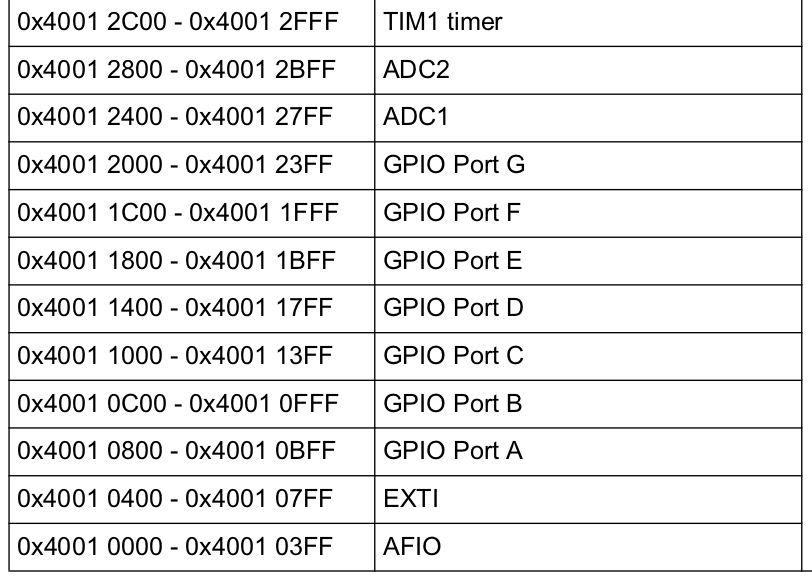 0x4001 2C00 - 0x4001 2FFF TIM1 timer
0x4001 2800 - 0x4001 2BFF ADC2
0x4001 2400 - 0x4001 27FF ADC1
0x4001 2000 - 0x4001 23FF GPIO Port G
0x4001 1C00 - 0x4001 1FFF GPIO Port F
0x4001 1800 - 0x4001 1BFF GPIO Port E
0x4001 1400 - 0x4001 17FF GPIO Port D
0x4001 1000 - 0x4001 13FF GPIO Port C
0x4001 0C00 - 0x4001 0FFF GPIO Port B
0x4001 0800 - 0x4001 0BFF GPIO Port A
0x4001 0400 - 0x4001 07FF EXTI
0x4001 0000 - 0x4001 03FF AFIO